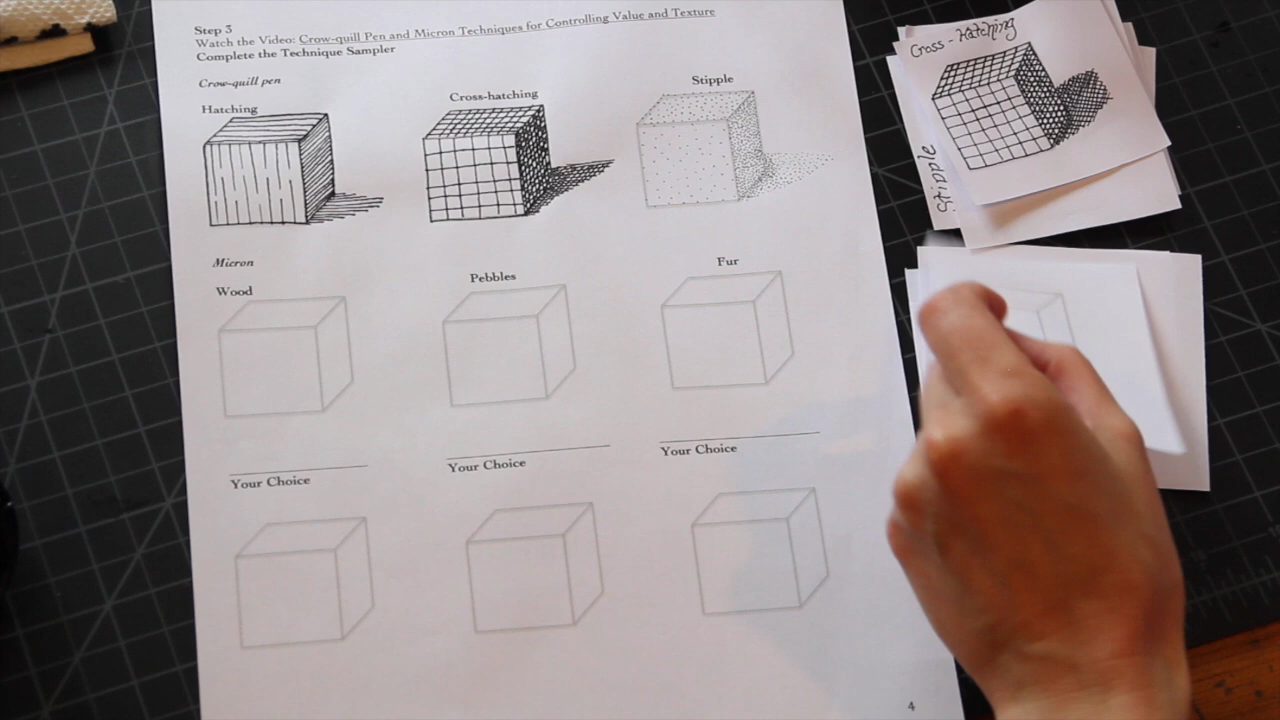 Step 3
Watch the Video: Crow-quill Pen and Micron Techniques for Controlling Value and Texture
Complete the Technique Sampler
Crow-quill pen
Hatching
Cross-hatching
Stipple
Micron
Wood
Pebbles
Fur
Your Choice
Your Choice
Your Choice
4
Cross-Hatching
Stipple